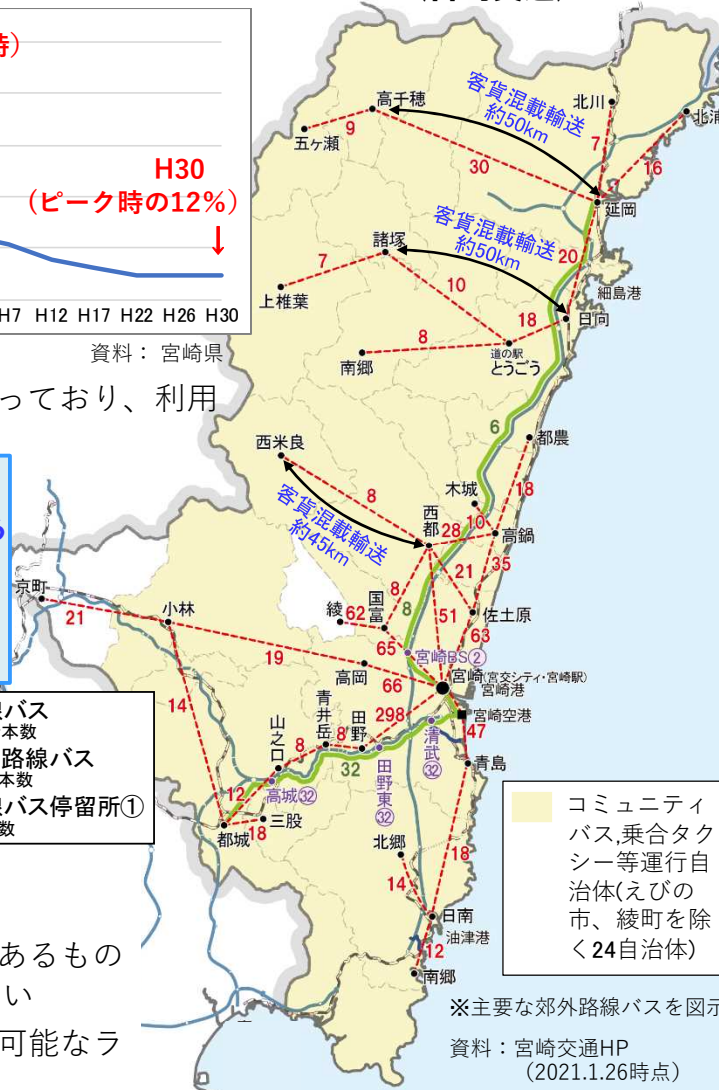 時)
H30
(ピーク時の12%)
H7 H12 H17 H22 H26 H30
資料： 宮崎県
っており、利用
線バス
本数
路線バス
本数
線バス停留所①
数
あるもの
い
可能なラ
高千穂
五ヶ瀬
9
30
客貨混載輸送
約50km
北川
7
北浦
16
延岡
諸塚
7
上椎葉
10
客貨混載輸送
約50km
20
細島港
日向
18
南郷
8
道の駅
とうごう
6
都農
18
西米良
8
客貨混載輸送
約45km
木城
西都
28
10
高鍋
35
21
京町
21
小林
綾
62
国富
8
8
51
佐土原
63
65
宮崎BS②
19
高岡
66
宮崎(宮交シティ・宮崎駅)
宮崎港
宮崎空港
14
山之口
青井岳
田野
298
8
8
32
清武
㉜
47
青島
田野東
㉜
12
高城㉜
都城
18
三股
北郷
14
18
日南
油津港
12
南郷
コミュニティ
バス,乗合タク
シー等運行自
治体(えびの
市、綾町を除
く24自治体)
※主要な郊外路線バスを図示
資料：宮崎交通HP
(2021.1.26時点)